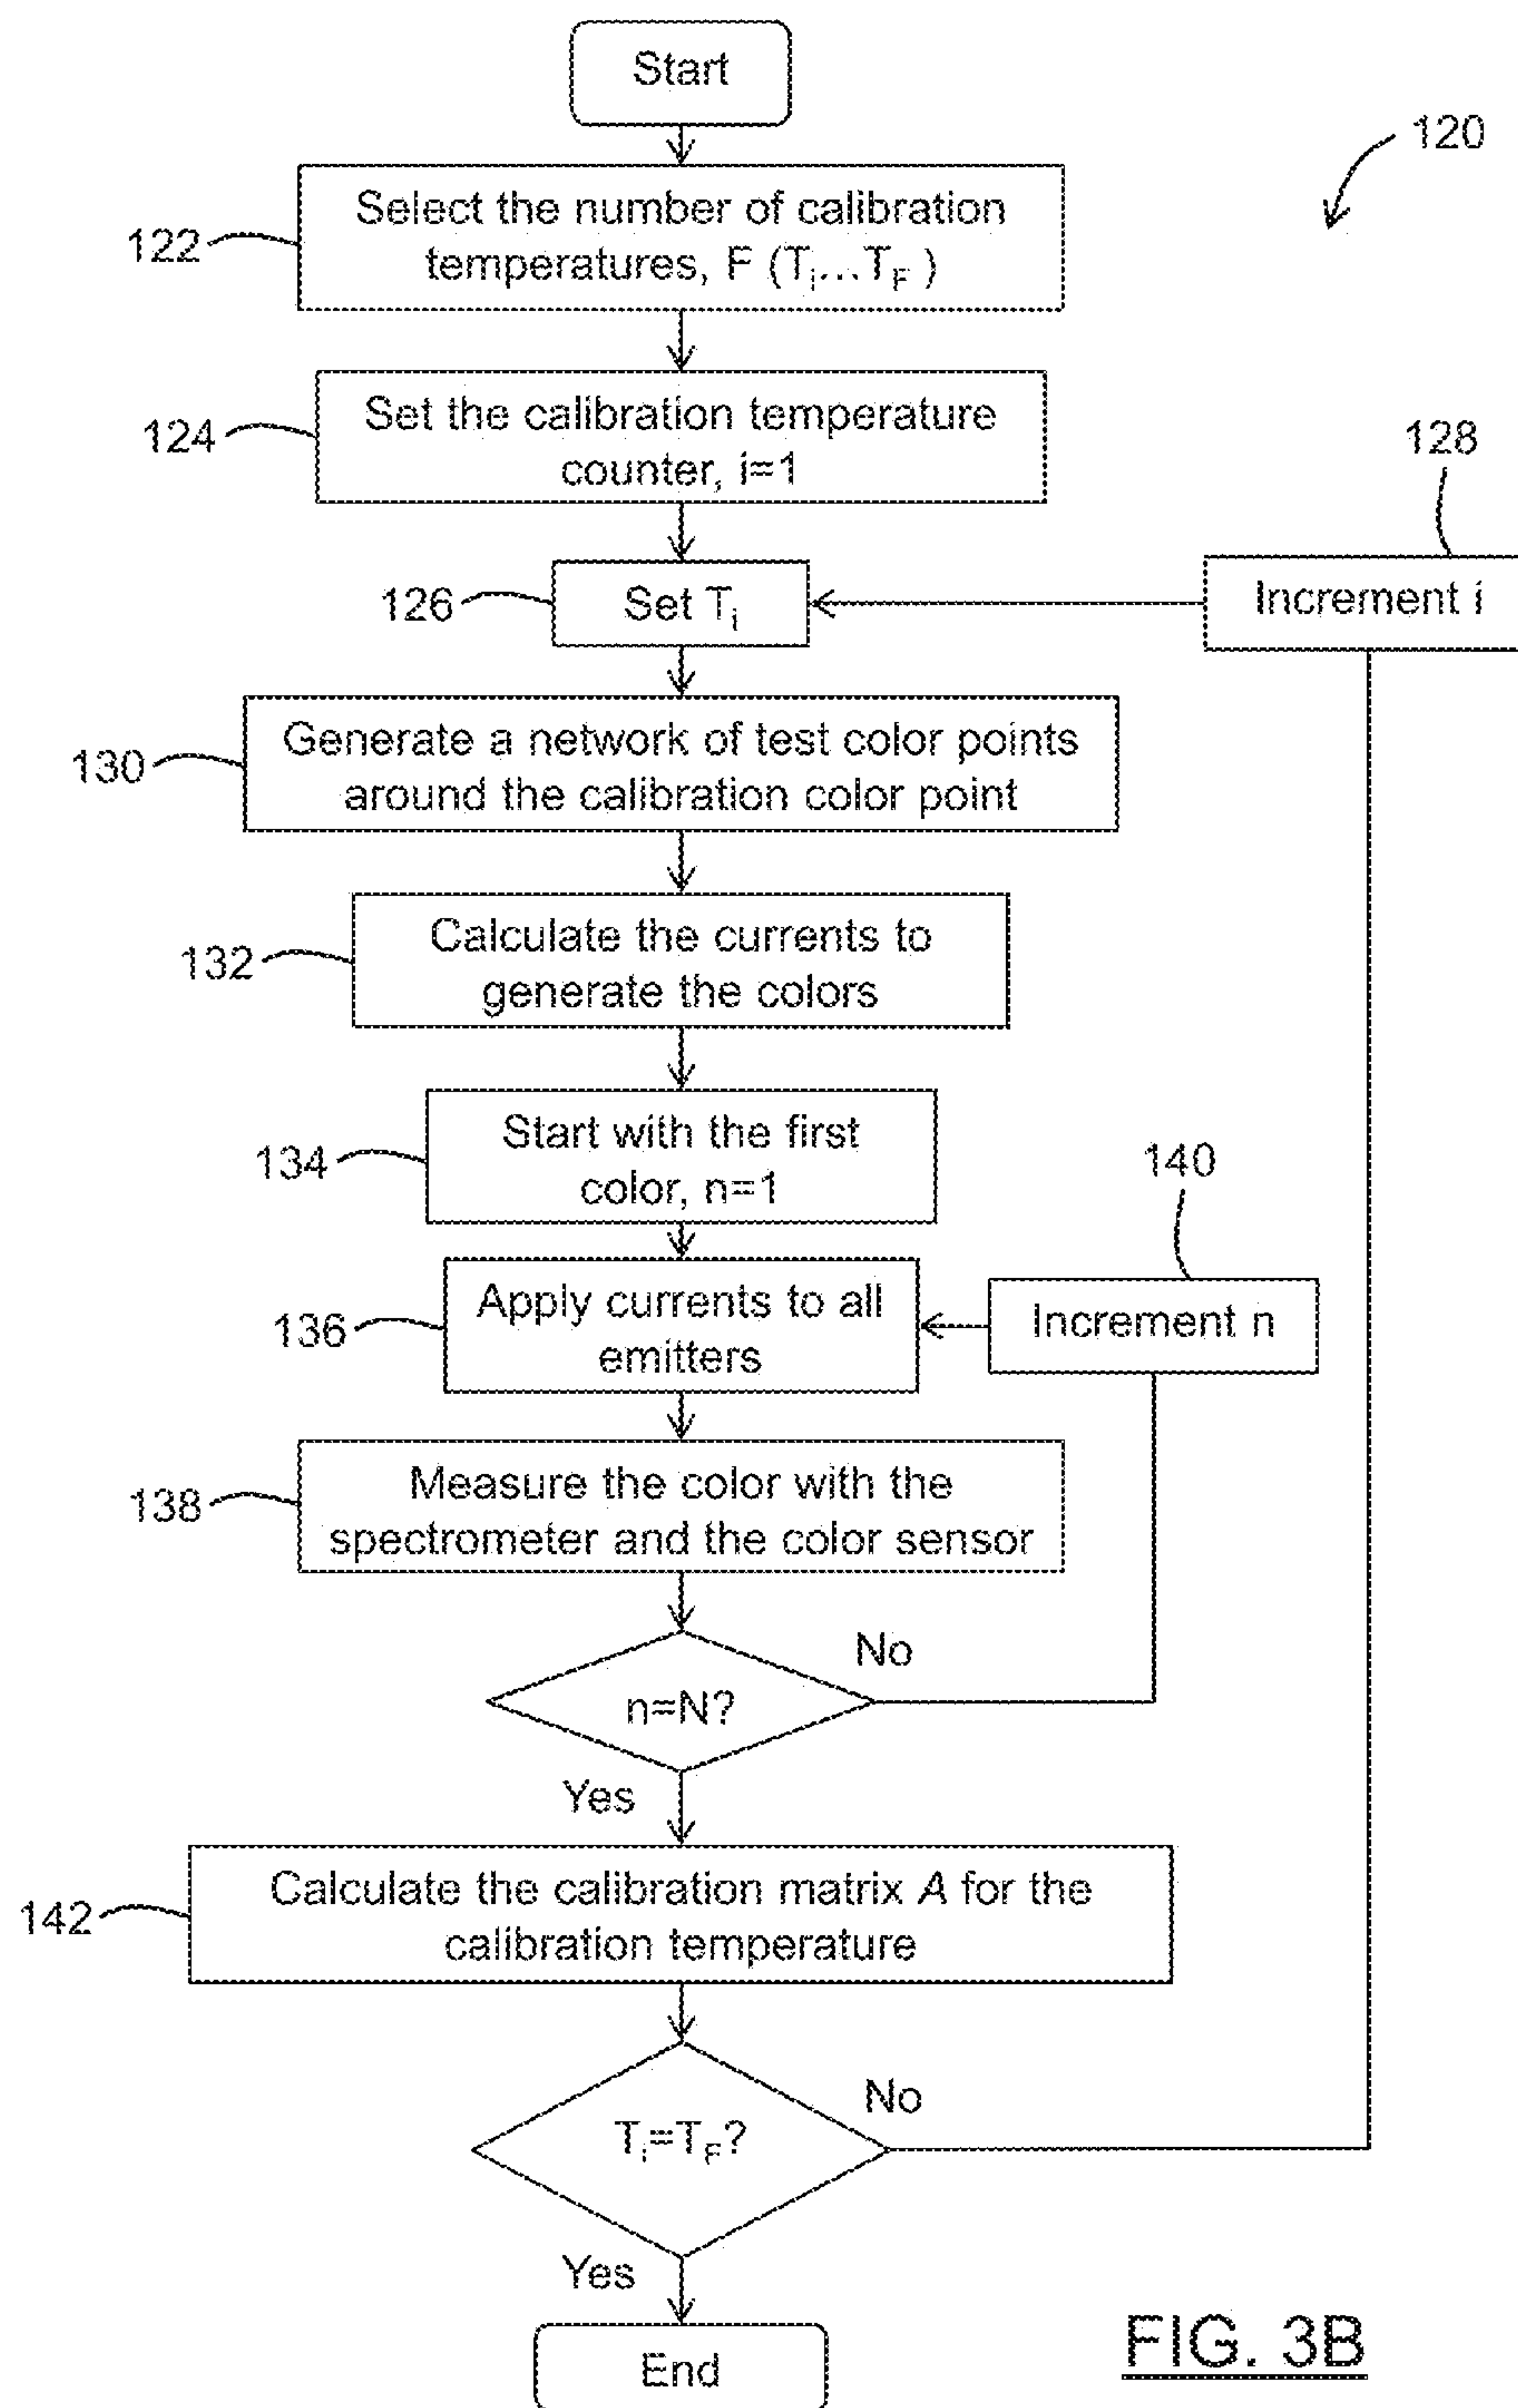 Start
120
Select the number of calibration
122
temperatures, F (Ti...TF )
Set the calibration temperature
124
counter, i=1
128
126
Set Ti
Increment i
Generate a network of test color points
130
around the calibration color point
Calculate the currents to
132
generate the colors
Start with the first
134
color, n=1
140
Apply currents to all
136
emitters
Increment n
Measure the color with the
138
spectrometer and the color sensor
No
n=N?
Yes
Calculate the calibration matrix A for the
142
calibration temperature
No
Ti=TF?
Yes
End
FIG. 3B